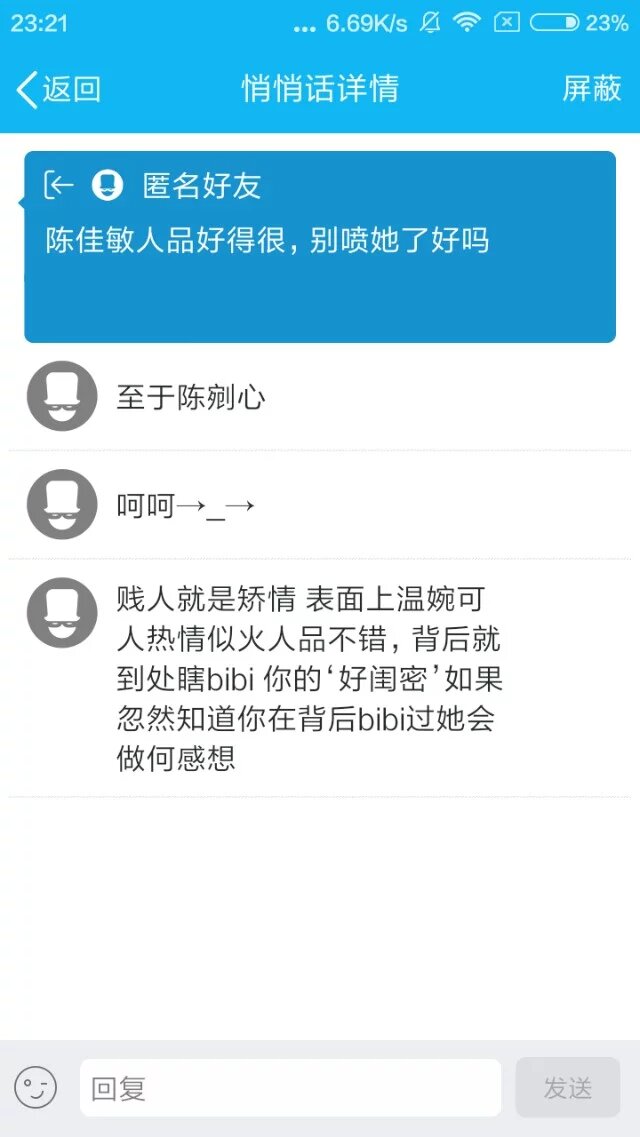 23:21
... 6.69K/s
23%
返回
悄悄话详情
屏蔽
匿名好友
陈佳敏人品好得很，别喷她了好吗
至于陈剜心
呵呵→_→
贱人就是矫情 表面上温婉可
人热情似火人品不错，背后就
到处瞎bibi 你的‘好闺密’如果
忽然知道你在背后bibi过她会
做何感想
回复
发送